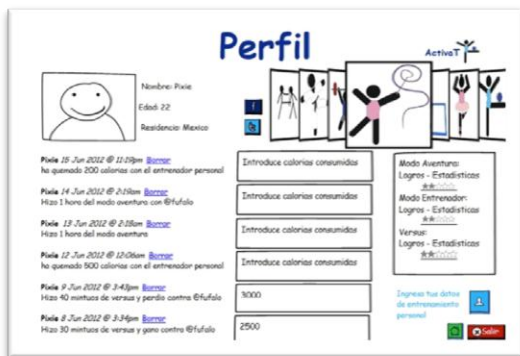 Perfil
ActivaT
Nombre: Pixie
Edad: 22
Residencia: Mexico
Pixie 15 Jun 2012 @ 11:19pm Borrar
ha quemado 200 calorias con el entrenador personal
Introduce calorias consumidas
Pixie 14 Jun 2012 @ 2:19am Borrar
Hizo 1 hora del modo aventura con @fufalo
Introduce calorias consumidas
Pixie 13 Jun 2012 @ 2:18am Borrar
Hizo 1 hora del modo aventura
Introduce calorias consumidas
Pixie 12 Jun 2012 @ 12:06am Borrar
ha quemado 500 calorias con el entrenador personal
Introduce calorias consumidas
Pixie 9 Jun 2012 @ 3:43pm Borrar
Hizo 40 mintuos de versus y perdio contra @fufalo
3000
Pixie 8 Jun 2012 @ 3:34pm Borrar
Hizo 30 mintuos de versus y gano contra @fufalo
2500
Modo Aventura:
Logros - Estadisticas
Modo Entrenador:
Logros - Estadisticas
Versus:
Logros - Estadisticas
Ingresa tus datos
de entrenamiento
personal
Salir